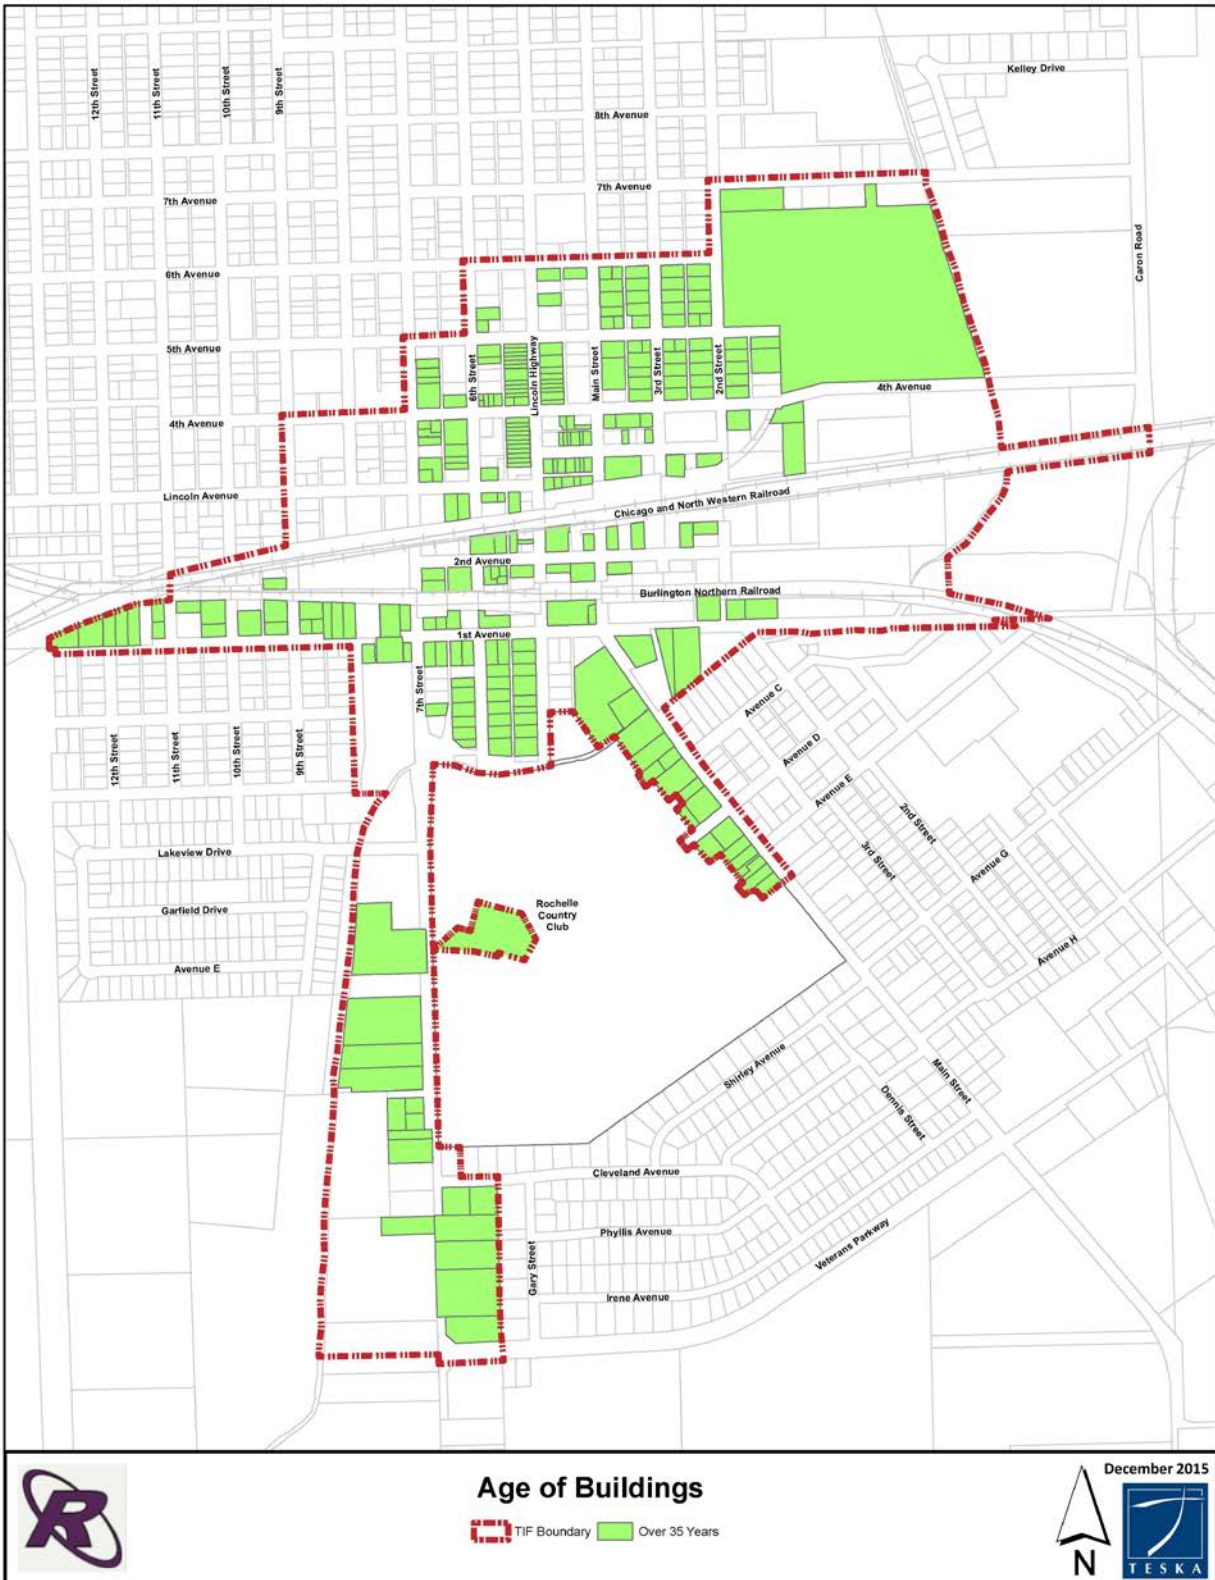 Kelley Drive
12th Street
11th Street
10th Street
9th Street
8th Avenue
7th Avenue
7th Avenue
Caron Road
6th Avenue
5th Avenue
6th Street
Lincoln Highway
Main Street
3rd Street
2nd Street
4th Avenue
4th Avenue
Lincoln Avenue
Chicago and North Western Railroad
2nd Avenue
Burlington Northern Railroad
1st Avenue
7th Street
Avenue C
Avenue D
Avenue E
2nd Street
3rd Street
Avenue G
Avenue H
12th Street
11th Street
10th Street
9th Street
Lakeview Drive
Garfield Drive
Avenue E
Rochelle
Country
Club
Shirley Avenue
Main Street
Dennis Street
Cleveland Avenue
Phyllis Avenue
Veterans Parkway
Gary Street
Irene Avenue
R
Age of Buildings
TIF Boundary
Over 35 Years
N
December 2015
TESKA